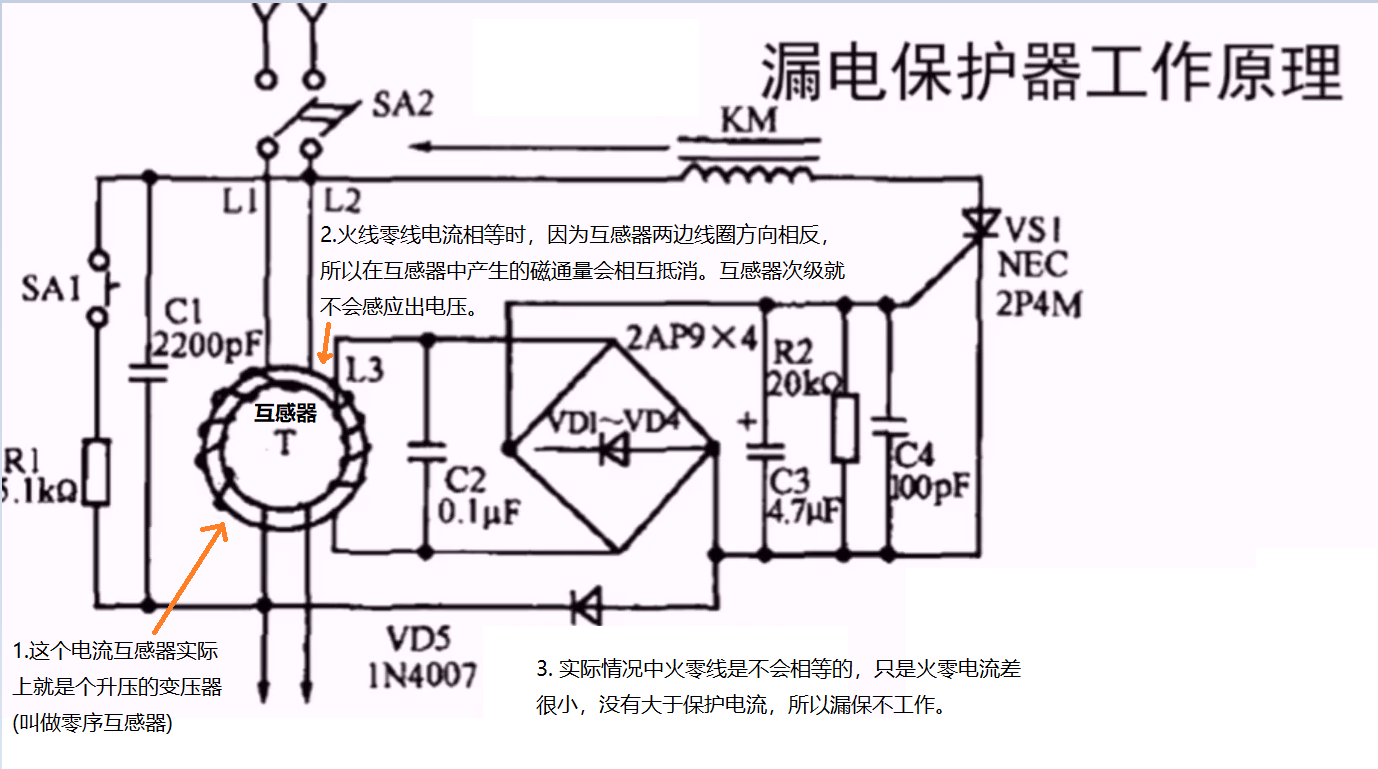 漏电保护器工作原理
SA2
KM
L1
L2
2.火线零线电流相等时，因为互感器两边线圈方向相反，
所以在互感器中产生的磁通量会相互抵消。互感器次级就
不会感应出电压。
VS1
NEC
2P4M
SA1
C1
2200pF
L3
2AP9×4
R2
20kΩ
互感器
T
VD1～VD4
+
R1
5.1kΩ
C2
0.1μF
C3
4.7μF
C4
100pF
1.这个电流互感器实际
上就是个升压的变压器
(叫做零序互感器)
VD5
1N4007
3. 实际情况中火零线是不会相等的，只是火零电流差
很小，没有大于保护电流，所以漏保不工作。